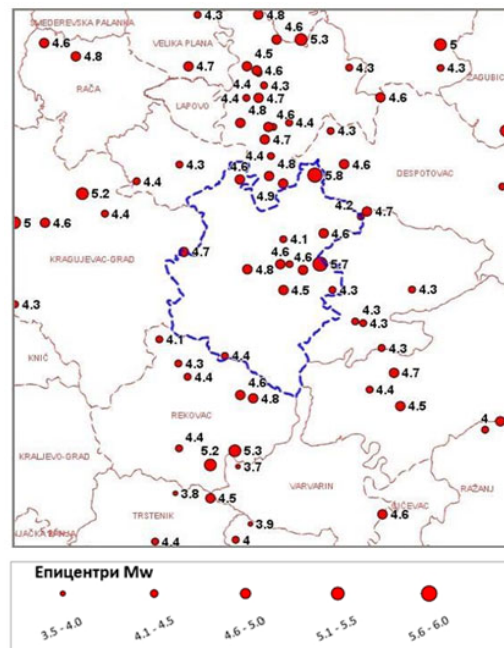 4.3 4.8
SMEDEREVSKA PALANKA
4.6 4.6 5.3 5
VELIKA PLANA
4.8 4.5
4.7 4.6 4.3 4.3
ZAGUBIC
RAČA 4.4 4.3
4.4 4.7 4.6
LAPOVO
4.8 4.6
4.4
4.7 4.3
4.4
4.3 4.6 4.8 4.6
DESPOTOVAC
4.4 5.8
5.2 4.9
4.4 4.2 4.7
5 4.6
4.1 4.6
4.7
KRAGUJEVAC-GRAD
4.6 4.6
4.8 5.7
4.5 4.3 4.3
4.3
4.3
4.1 4.3
4.3
KNIĆ 4.4
4.3
4.4 4.7
4.6 4.4
4.8 4.5
REKOVAC
4
4.4
5.2 5.3
KRALJEVO-GRAD 3.7
VARVARIN RAŽANJ
3.8
4.5
TRSTENIK ĆIĆEVAC
4.6
3.9
4.4 4
Епицентри Mw
3.5 - 4.0 4.1 - 4.5 4.6 - 5.0 5.1 - 5.5 5.6 - 6.0